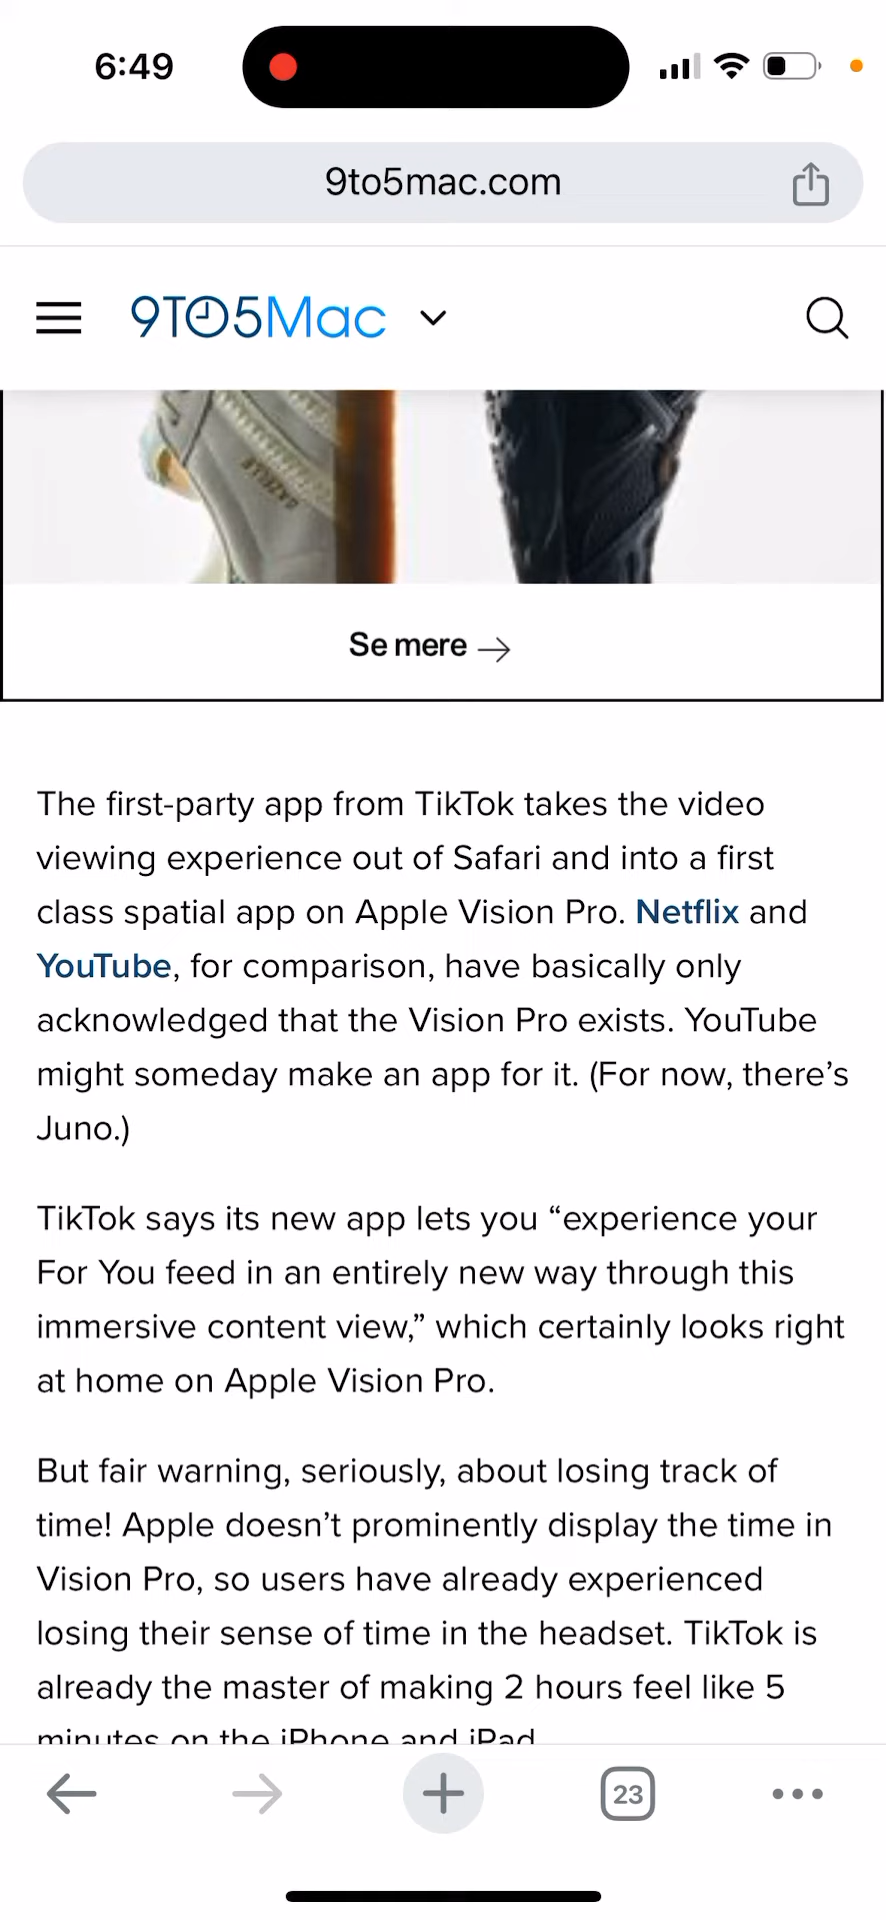 6:49
9to5mac.com
9TO5Mac
Se mere →
The first-party app from TikTok takes the video
viewing experience out of Safari and into a first
class spatial app on Apple Vision Pro. Netflix and
YouTube, for comparison, have basically only
acknowledged that the Vision Pro exists. YouTube
might someday make an app for it. (For now, there’s
Juno.)
TikTok says its new app lets you “experience your
For You feed in an entirely new way through this
immersive content view,” which certainly looks right
at home on Apple Vision Pro.
But fair warning, seriously, about losing track of
time! Apple doesn’t prominently display the time in
Vision Pro, so users have already experienced
losing their sense of time in the headset. TikTok is
already the master of making 2 hours feel like 5
minutes on the iPhone and iPad
23